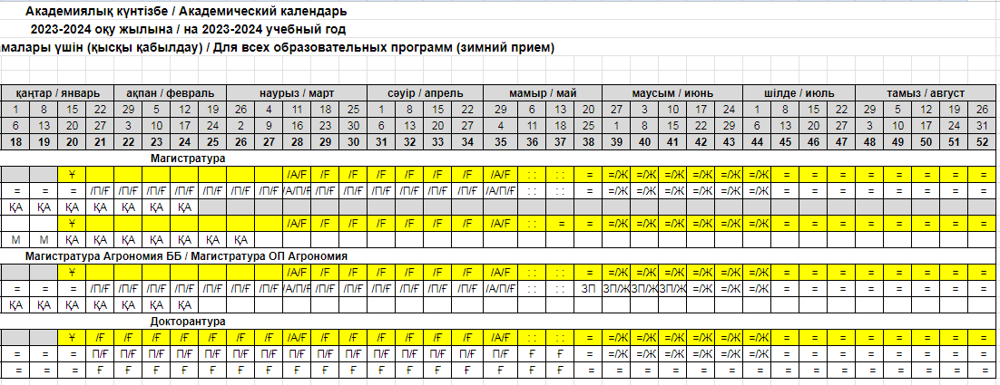 Академиялық күнтізбе / Академический календарь
2023-2024 оқу жылына / на 2023-2024 учебный год
малары үшін (қысқы қабылдау) / Для всех образовательных программ (зимний прием)
қаңтар / январь ақпан / февраль наурыз / март сәуір / апрель мамыр / май маусым / июнь шілде / июль тамыз / август
1 8 15 22 29 5 12 19 26 4 11 18 25 1 8 15 22 29 6 13 20 27 3 10 17 24 1 8 15 22 29 5 12 19 26
6 13 20 27 3 10 17 24 2 9 16 23 30 6 13 20 27 4 11 18 25 1 8 15 22 29 6 13 20 27 3 10 17 24 31
18 19 20 21 22 23 24 25 26 27 28 29 30 31 32 33 34 35 36 37 38 39 40 41 42 43 44 45 46 47 48 49 50 51 52
Магистратура
¥ /А/Ғ /Ғ /Ғ /Ғ /Ғ /Ғ /Ғ /А/Ғ : : : : = =/Ж =/Ж =/Ж =/Ж =/Ж =/Ж = = = = = = = =
= = = /П/Ғ /П/Ғ /П/Ғ /П/Ғ /П/Ғ /П/Ғ /П/Ғ /А/П/Ғ /П/Ғ /П/Ғ /П/Ғ /П/Ғ /П/Ғ /П/Ғ /А/П/Ғ : : : : = =/Ж =/Ж =/Ж =/Ж =/Ж =/Ж = = = = = = = =
ҚА ҚА ҚА ҚА ҚА ҚА ҚА
¥ /А/Ғ /Ғ /Ғ /Ғ /Ғ /Ғ /Ғ /А/Ғ : : = = =/Ж =/Ж =/Ж =/Ж =/Ж =/Ж = = = = = = = =
М М ҚА ҚА ҚА ҚА ҚА ҚА ҚА
Магистратура Агрономия ББ / Магистратура ОП Агрономия
¥ /А/Ғ /Ғ /Ғ /Ғ /Ғ /Ғ /Ғ /А/Ғ : : : : = =/Ж =/Ж =/Ж =/Ж =/Ж =/Ж = = = = = = = =
= = = /П/Ғ /П/Ғ /П/Ғ /П/Ғ /П/Ғ /П/Ғ /П/Ғ /А/П/Ғ /П/Ғ /П/Ғ /П/Ғ /П/Ғ /П/Ғ /П/Ғ /А/П/Ғ : : : : ЗП ЗП/Ж ЗП/Ж ЗП/Ж =/Ж =/Ж =/Ж = = = = = = = =
ҚА ҚА ҚА ҚА ҚА ҚА ҚА
Докторантура
¥ /Ғ /Ғ /Ғ /Ғ /Ғ /Ғ /Ғ /А/Ғ /Ғ /Ғ /Ғ /Ғ /Ғ /Ғ /А/Ғ : : : : = =/Ж =/Ж =/Ж =/Ж =/Ж =/Ж = = = = = = = =
= = = П/Ғ П/Ғ П/Ғ П/Ғ П/Ғ П/Ғ П/Ғ П/Ғ П/Ғ П/Ғ П/Ғ П/Ғ П/Ғ П/Ғ П/Ғ Ғ Ғ = =/Ж =/Ж =/Ж =/Ж =/Ж =/Ж = = = = = = = =
= = = Ғ Ғ Ғ Ғ Ғ Ғ Ғ Ғ Ғ Ғ Ғ Ғ Ғ Ғ Ғ Ғ Ғ = = = = = = = = = = = = = = =